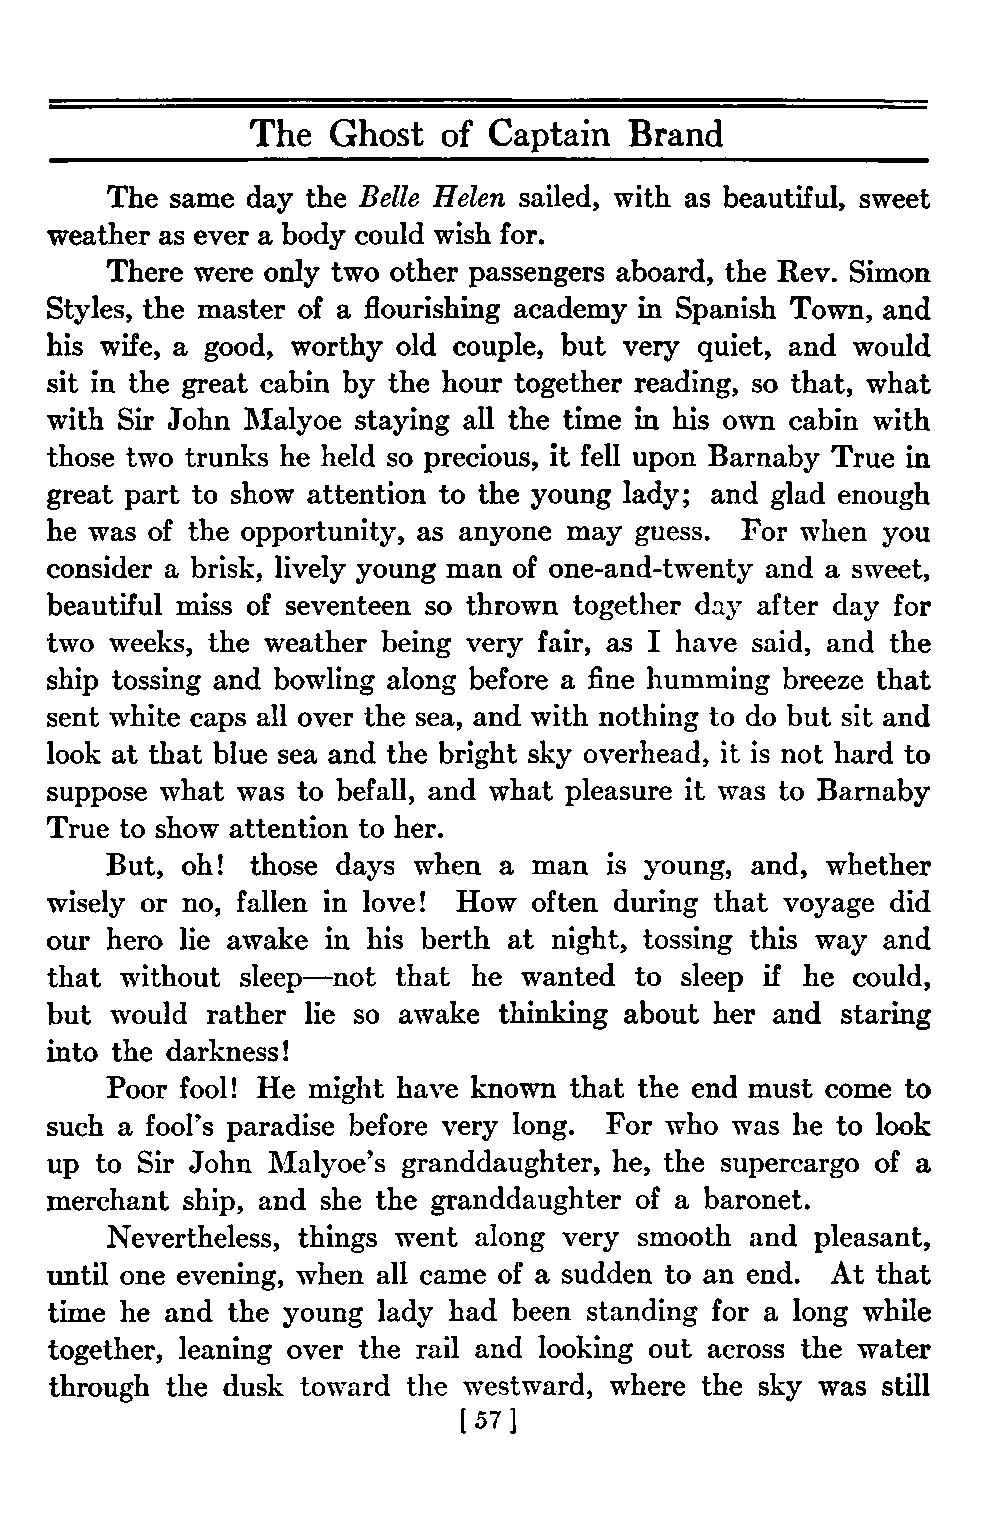 The Ghost of Captain Brand
The same day the Belle Helen sailed, with as beautiful, sweet
weather as ever a body could wish for.
There were only two other passengers aboard, the Rev. Simon
Styles, the master of a flourishing academy in Spanish Town, and
his wife, a good, worthy old couple, but very quiet, and would
sit in the great cabin by the hour together reading, so that, what
with Sir John Malyoe staying all the time in his own cabin with
those two trunks he held so precious, it fell upon Barnaby True in
great part to show attention to the young lady; and glad enough
he was of the opportunity, as anyone may guess. For when you
consider a brisk, lively young man of one-and-twenty and a sweet,
beautiful miss of seventeen so thrown together day after day for
two weeks, the weather being very fair, as I have said, and the
ship tossing and bowling along before a fine humming breeze that
sent white caps all over the sea, and with nothing to do but sit and
look at that blue sea and the bright sky overhead, it is not hard to
suppose what was to befall, and what pleasure it was to Barnaby
True to show attention to her.
But, oh! those days when a man is young, and, whether
wisely or no, fallen in love! How often during that voyage did
our hero lie awake in his berth at night, tossing this way and
that without sleep—not that he wanted to sleep if he could,
but would rather lie so awake thinking about her and staring
into the darkness!
Poor fool! He might have known that the end must come to
such a fool's paradise before very long. For who was he to look
up to Sir John Malyoe's granddaughter, he, the supercargo of a
merchant ship, and she the granddaughter of a baronet.
Nevertheless, things went along very smooth and pleasant,
until one evening, when all came of a sudden to an end. At that
time he and the young lady had been standing for a long while
together, leaning over the rail and looking out across the water
through the dusk toward the westward, where the sky was still
[ 57 ]